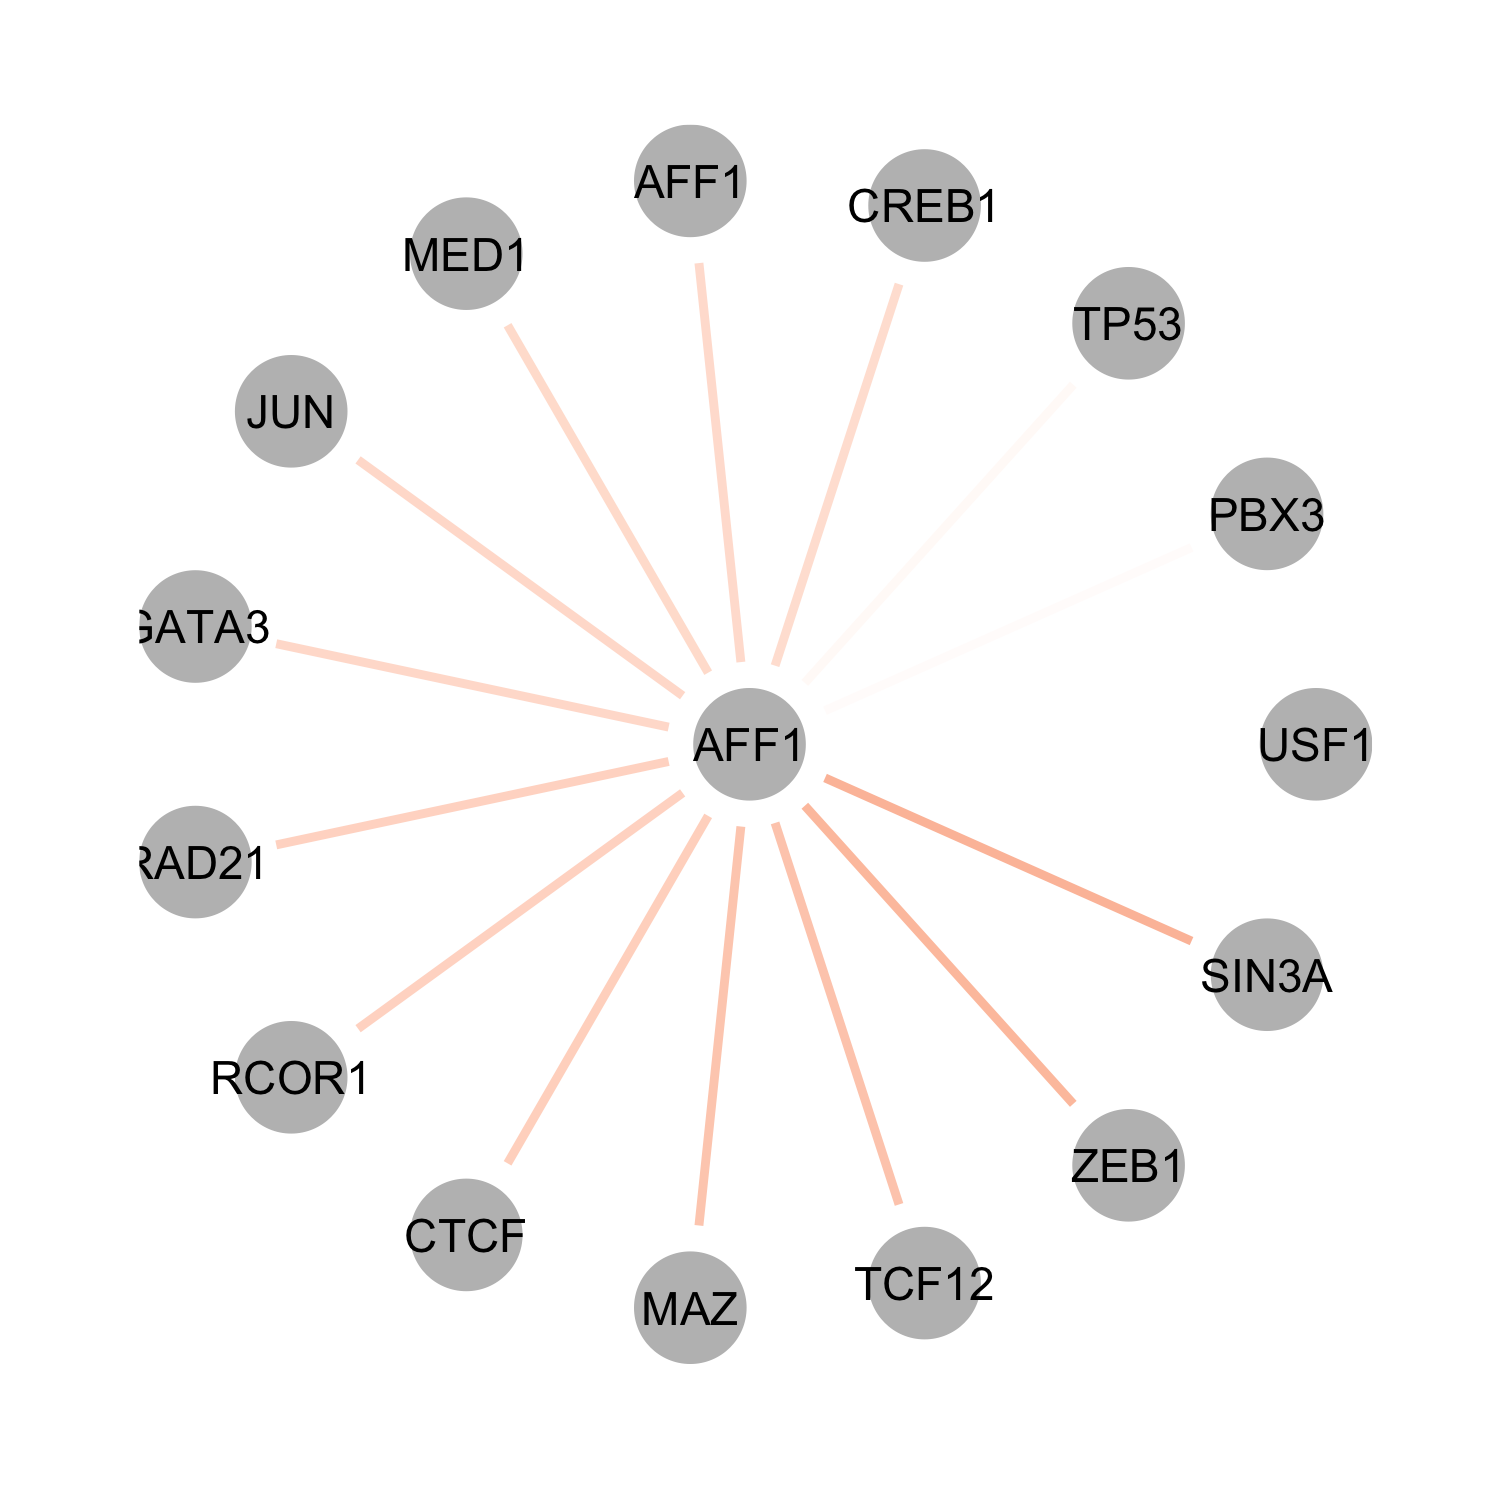 AFF1
CREB1
MED1
TP53
JUN
PBX3
GATA3
AFF1
USF1
RAD21
SIN3A
RCOR1
ZEB1
CTCF
TCF12
MAZ